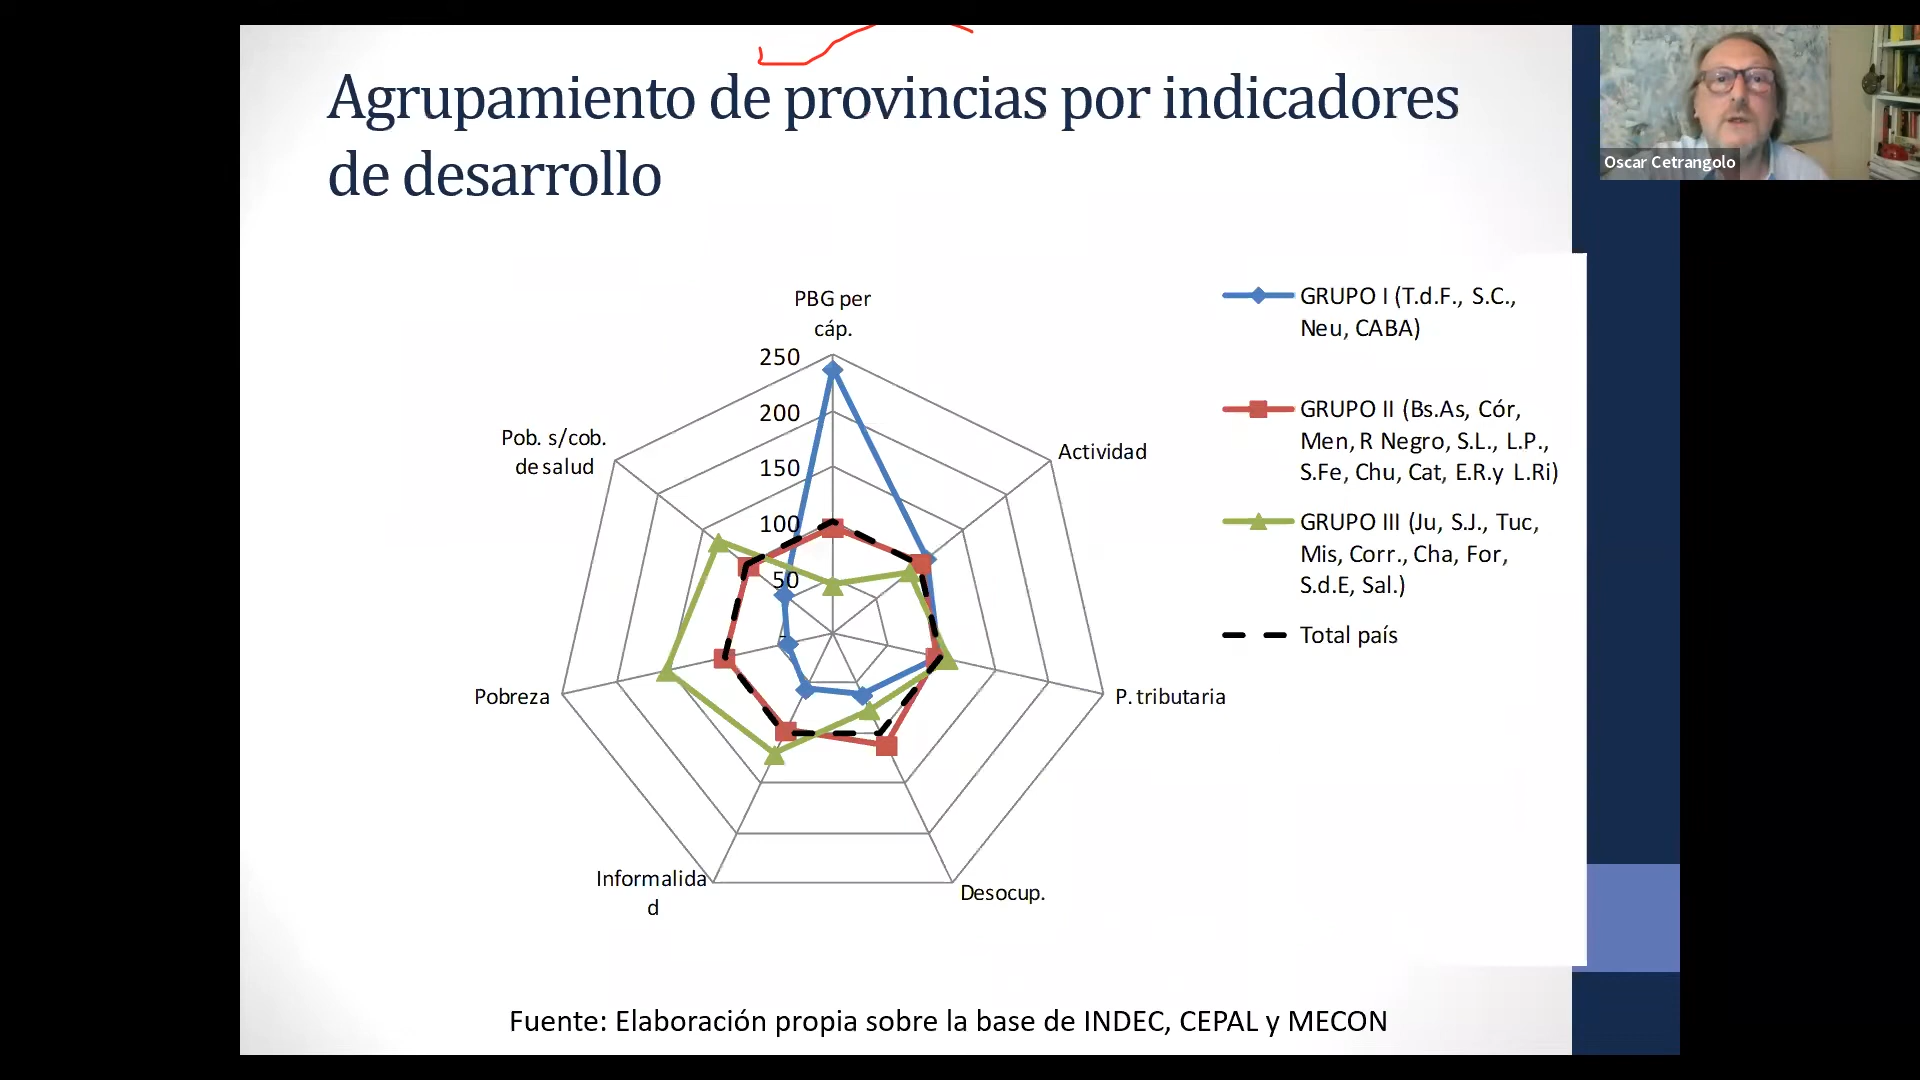 Agrupamiento de provincias por indicadores
de desarrollo
Oscar Cetrangolo
PBG per
cáp.
250
200
150
100
50
-
Actividad
P. tributaria
Desocup.
Informalida
d
Pobreza
Pob. s/cob.
de salud
GRUPO I (T.d.F., S.C.,
Neu, CABA)
GRUPO II (Bs.As, Cór,
Men, R Negro, S.L., L.P.,
S.Fe, Chu, Cat, E.R.y L.Ri)
GRUPO III (Ju, S.J., Tuc,
Mis, Corr., Cha, For,
S.d.E, Sal.)
Total país
Fuente: Elaboración propia sobre la base de INDEC, CEPAL y MECON